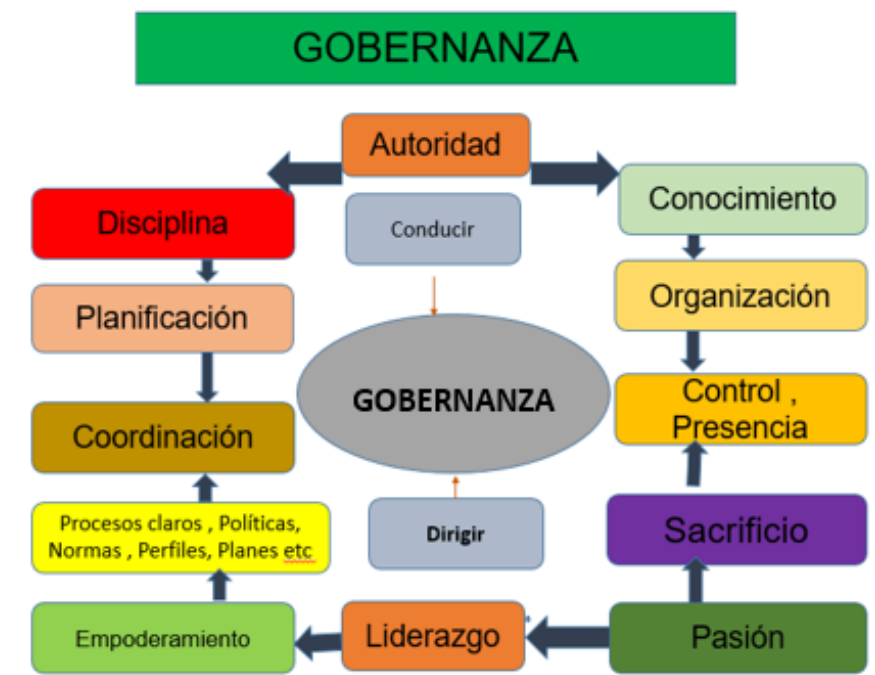 GOBERNANZA
Autoridad
Disciplina
Conducir
Conocimiento
Planificación
Organización
GOBERNANZA
Control ,
Presencia
Coordinación
Procesos claros , Políticas,
Normas , Perfiles, Planes etc
Dirigir
Sacrificio
Empoderamiento
Liderazgo
Pasión